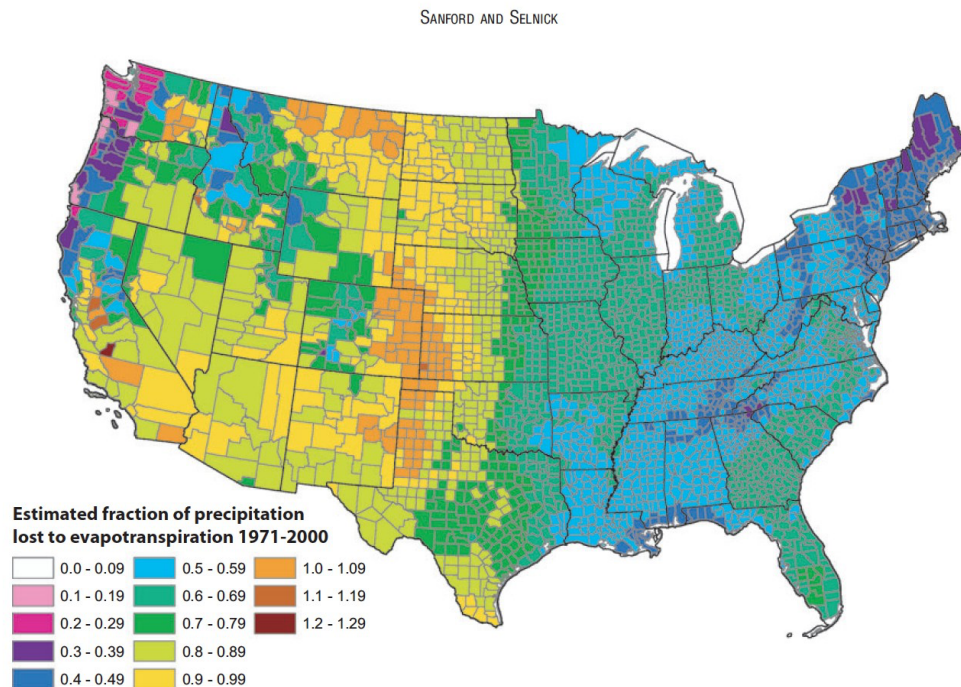 SANFORD AND SELNICK
Estimated fraction of precipitation
lost to evapotranspiration 1971-2000
0.0 - 0.09
0.1 - 0.19
0.2 - 0.29
0.3 - 0.39
0.4 - 0.49
0.5 - 0.59
0.6 - 0.69
0.7 - 0.79
0.8 - 0.89
0.9 - 0.99
1.0 - 1.09
1.1 - 1.19
1.2 - 1.29